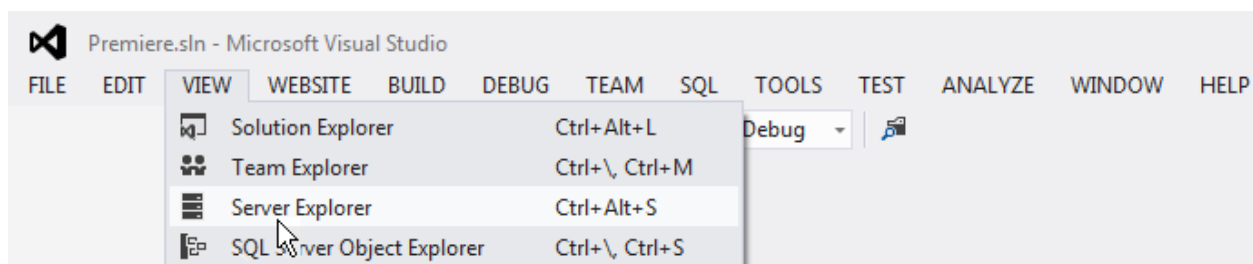 Premiere.sln - Microsoft Visual Studio
FILE EDIT VIEW WEBSITE BUILD DEBUG TEAM SQL TOOLS TEST ANALYZE WINDOW HELP
Solution Explorer Ctrl+Alt+L Debug
Team Explorer Ctrl+\, Ctrl+M
Server Explorer Ctrl+Alt+S
SQL Server Object Explorer Ctrl+\, Ctrl+S